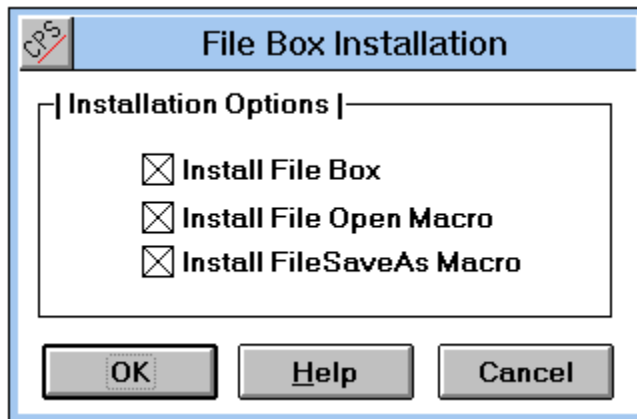 CPS
File Box Installation
| Installation Options |
Install File Box
Install File Open Macro
Install FileSaveAs Macro
OK
Help
Cancel